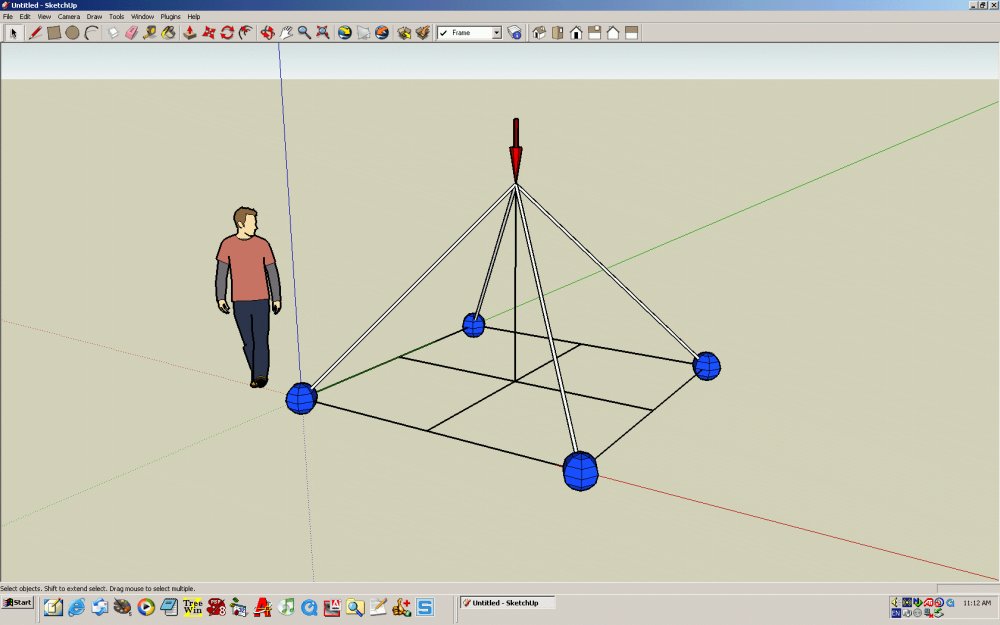 Untitled - SketchUp
File Edit View Camera Draw Tools Window Plugins Help
Frame
Select objects. Shift to extend select. Drag mouse to select multiple.
Start
Tree
Win
Untitled - SketchUp
EN
11:12 AM